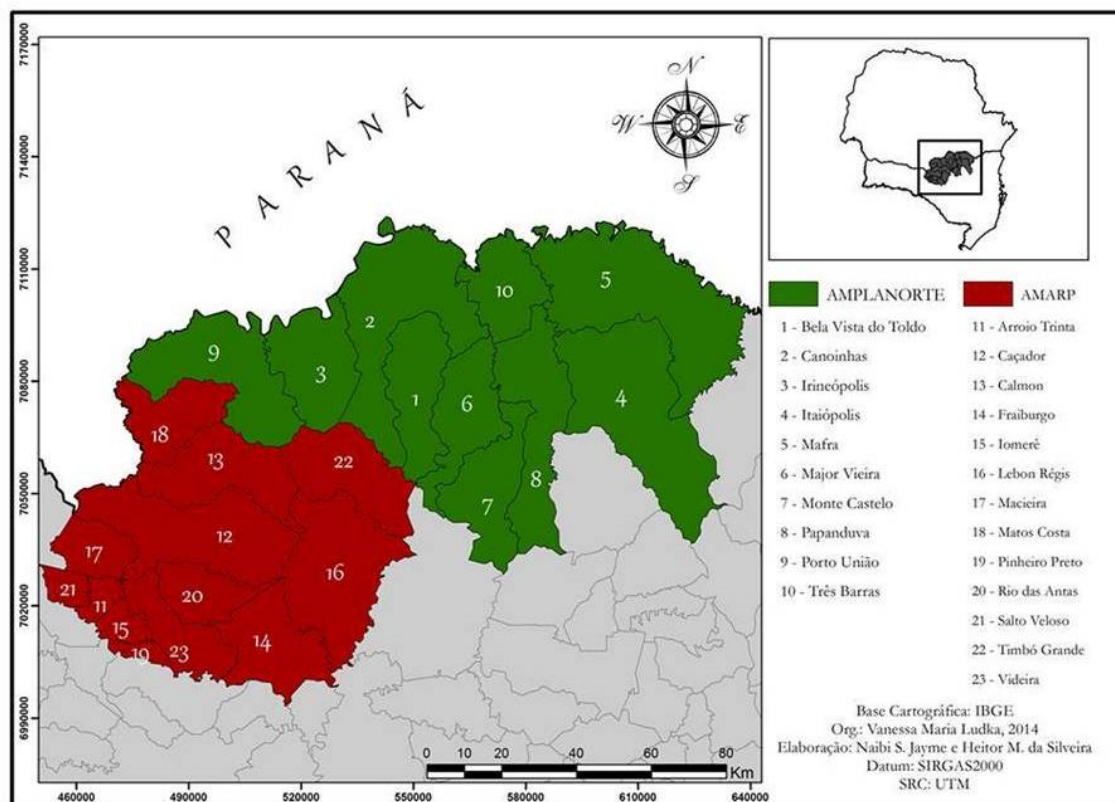 7170000
7140000
7110000
7080000
7050000
7020000
6990000
PARANÁ
N
W E
S
5
10
2
9
3
1
6
4
18
13
22
8
7
12
17
16
21
11
20
15
14
19
23
0 10 20 40 60 80
Km
460000 490000 520000 550000 580000 610000 640000
AMPLANORTE
1 - Bela Vista do Toldo
2 - Canoinhas
3 - Irineópolis
4 - Itaiópolis
5 - Mafra
6 - Major Vieira
7 - Monte Castelo
8 - Papanduva
9 - Porto União
10 - Três Barras
AMARP
11 - Arroio Trinta
12 - Caçador
13 - Calmon
14 - Fraiburgo
15 - Iomerê
16 - Lebon Régis
17 - Macieira
18 - Matos Costa
19 - Pinheiro Preto
20 - Rio das Antas
21 - Salto Veloso
22 - Timbó Grande
23 - Videira
Base Cartográfica: IBGE
Org.: Vanessa Maria Ludka, 2014
Elaboração: Naibi S. Jayme e Heitor M. da Silveira
Datum: SIRGAS2000
SRC: UTM